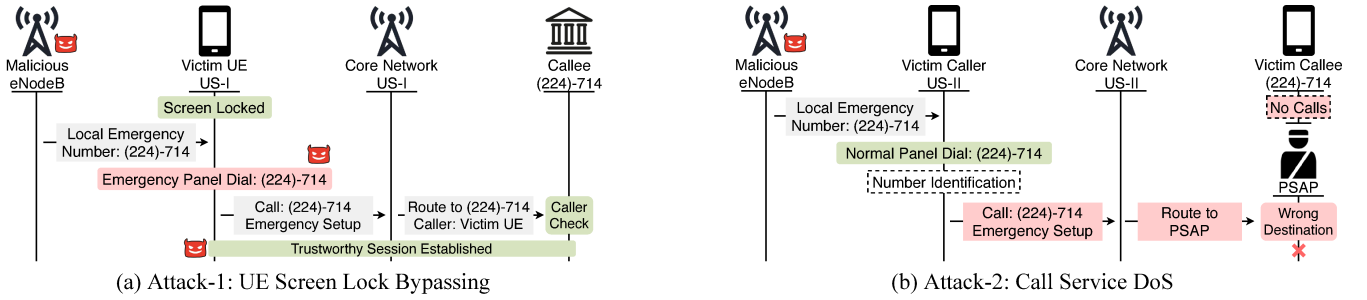 Malicious
eNodeB
Victim UE
US-I
Core Network
US-I
Callee
(224)-714
Screen Locked
Local Emergency
Number: (224)-714
Emergency Panel Dial: (224)-714
Call: (224)-714
Emergency Setup
Route to (224)-714
Caller: Victim UE
Caller
Check
Trustworthy Session Established
(a) Attack-1: UE Screen Lock Bypassing
Malicious
eNodeB
Victim Caller
US-II
Core Network
US-II
Victim Callee
(224)-714
No Calls
Local Emergency
Number: (224)-714
Normal Panel Dial: (224)-714
Number Identification
PSAP
Call: (224)-714
Emergency Setup
Route to
PSAP
Wrong
Destination
(b) Attack-2: Call Service DoS